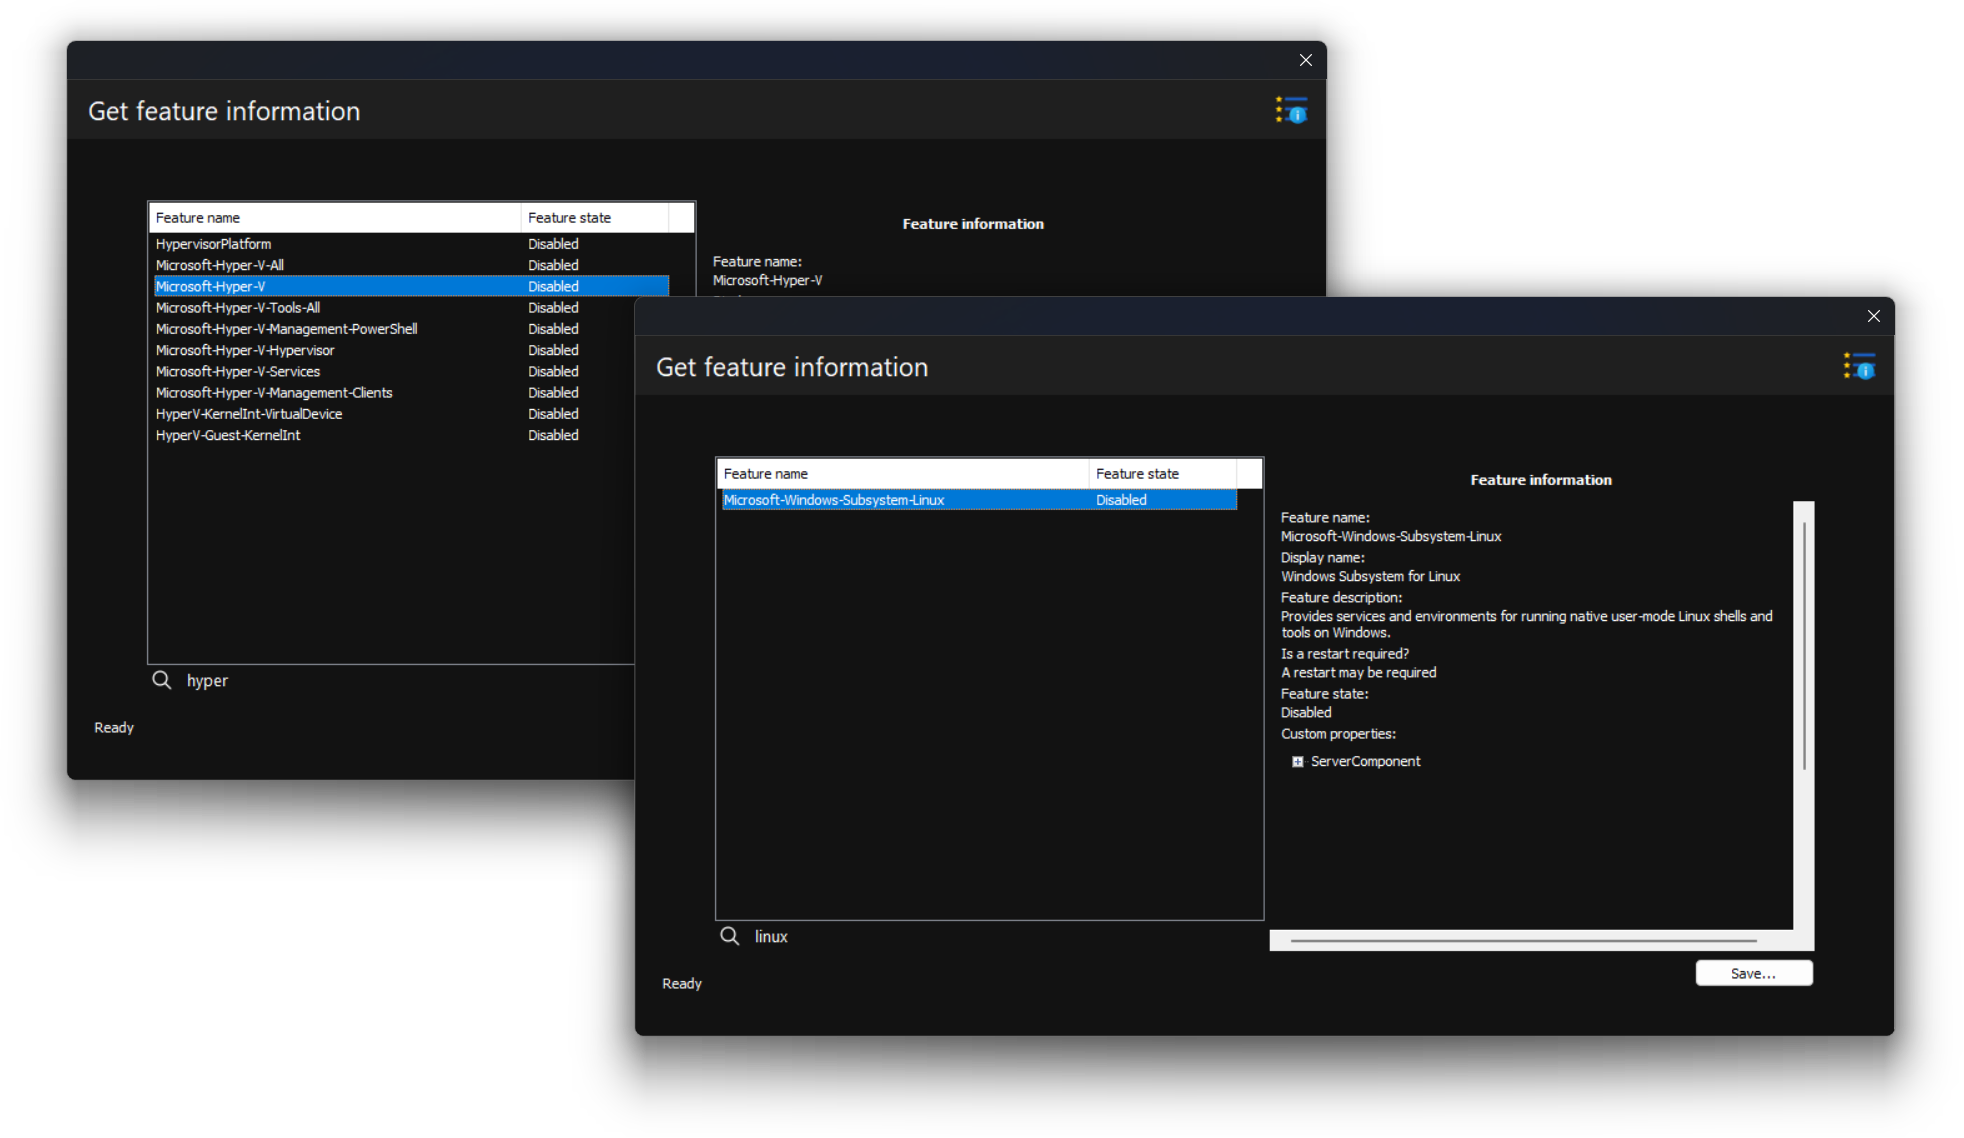 Get feature information
Feature name Feature state
HypervisorPlatform Disabled
Microsoft-Hyper-V-All Disabled
Microsoft-Hyper-V Disabled
Microsoft-Hyper-V-Tools-All Disabled
Microsoft-Hyper-V-Management-PowerShell Disabled
Microsoft-Hyper-V-Hypervisor Disabled
Microsoft-Hyper-V-Services Disabled
Microsoft-Hyper-V-Management-Clients Disabled
HyperV-KernelInt-VirtualDevice Disabled
HyperV-Guest-KernelInt Disabled
hyper
Ready
Feature information
Feature name:
Microsoft-Hyper-V
Get feature information
Feature name Feature state
Microsoft-Windows-Subsystem-Linux Disabled
linux
Ready
Feature information
Feature name:
Microsoft-Windows-Subsystem-Linux
Display name:
Windows Subsystem for Linux
Feature description:
Provides services and environments for running native user-mode Linux shells and
tools on Windows.
Is a restart required?
A restart may be required
Feature state:
Disabled
Custom properties:
ServerComponent
Save...